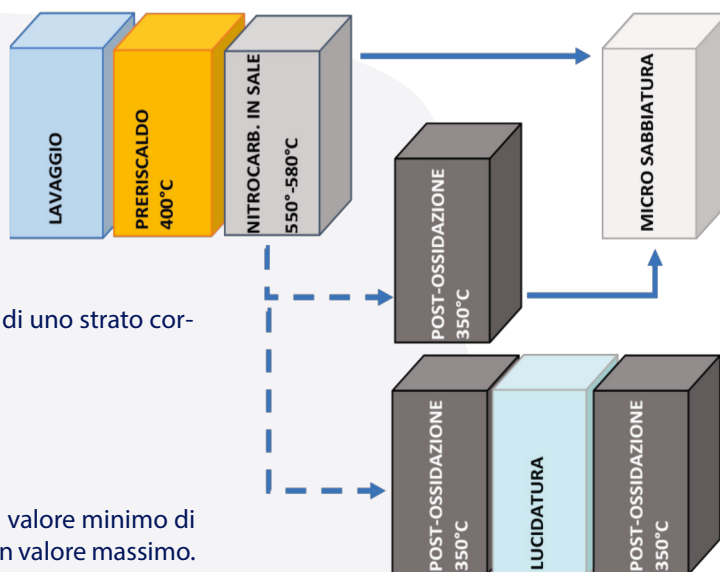 LAVAGGIO
PRERISCALDO
400°C
NITROCARB. IN SALE
550°-580°C
MICRO SABBIATURA
POST-OSSIDAZIONE
350°C
di uno strato cor-
POST-OSSIDAZIONE
350°C
LUCIDATURA
POST-OSSIDAZIONE
350°C
valore minimo di
n valore massimo.